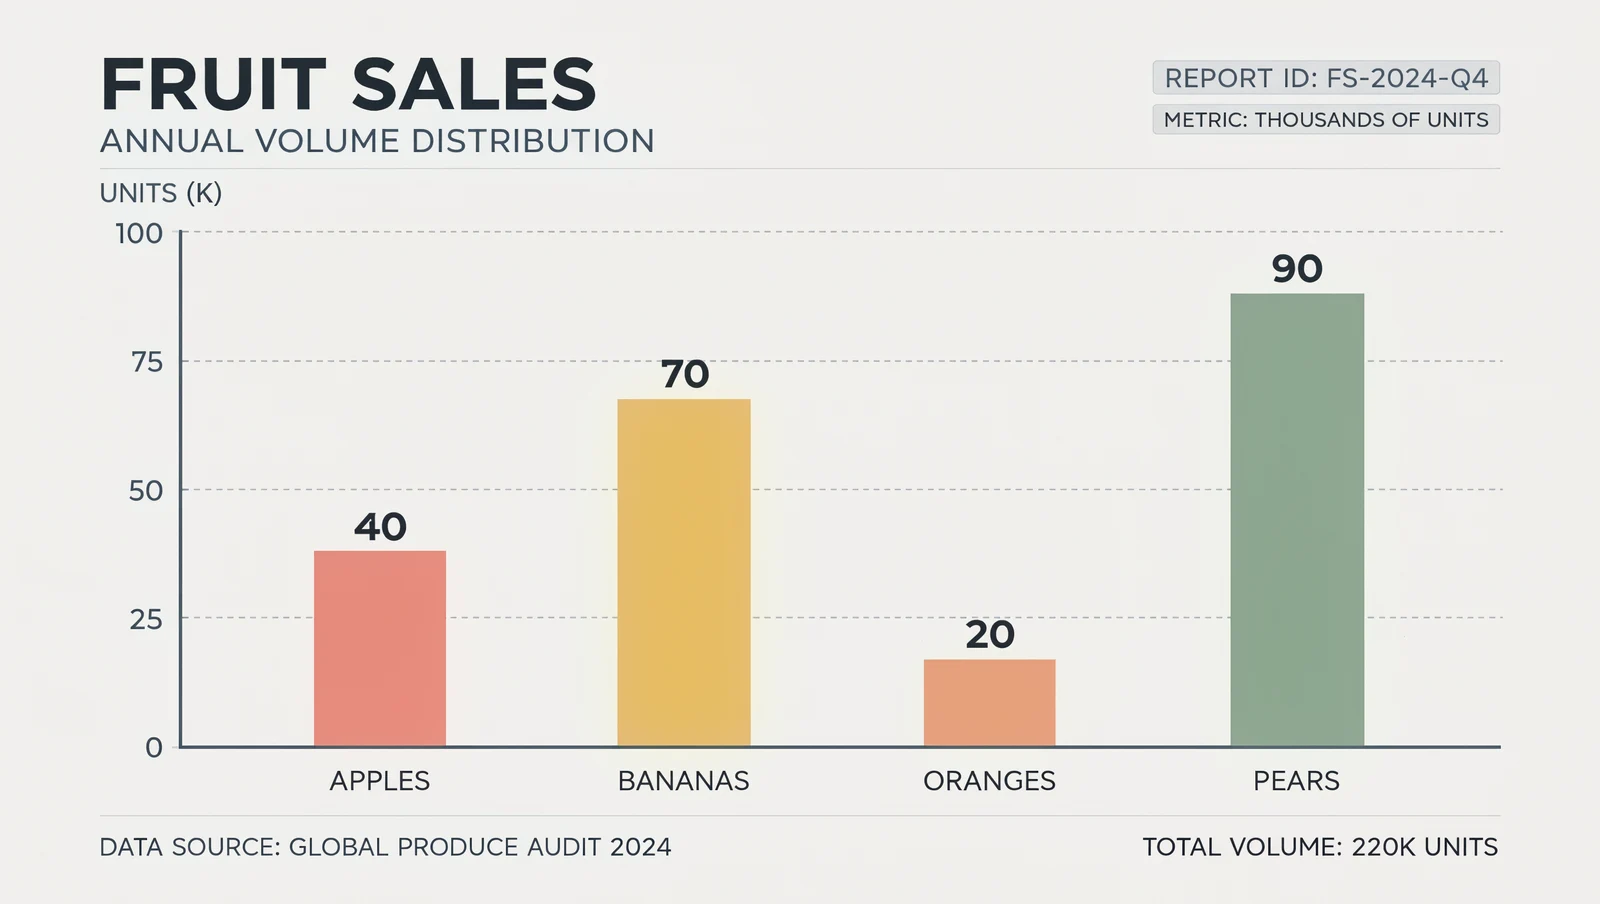 FRUIT SALES
ANNUAL VOLUME DISTRIBUTION
REPORT ID: FS-2024-Q4
METRIC: THOUSANDS OF UNITS
UNITS (K)
100
75
50
25
0
40
70
20
90
APPLES
BANANAS
ORANGES
PEARS
DATA SOURCE: GLOBAL PRODUCE AUDIT 2024
TOTAL VOLUME: 220K UNITS